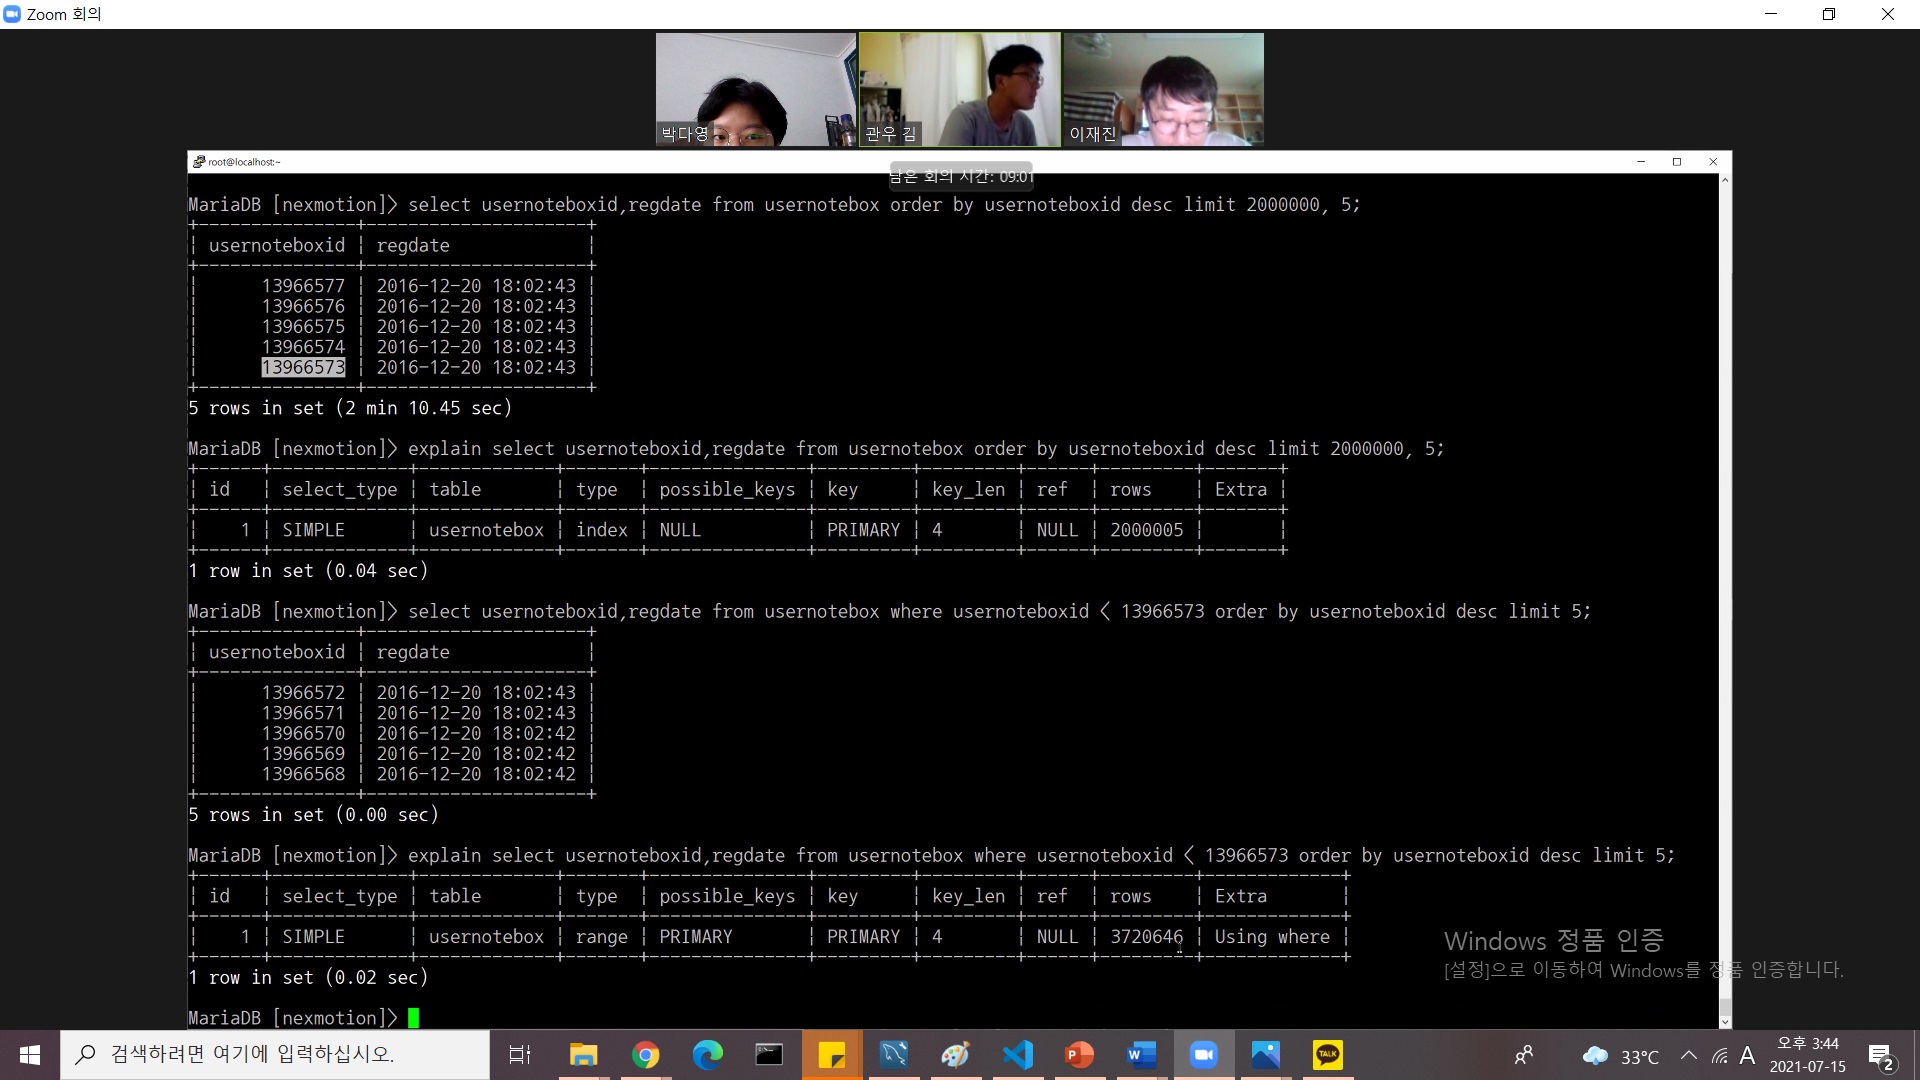 Zoom 회의
박다영
관우 김
이재진
root@localhost:~
남은 회의 시간: 09:01
MariaDB [nexmotion]> select usernoteboxid,regdate from usernotebox order by usernoteboxid desc limit 2000000, 5;
+---------------+---------------------+
| usernoteboxid | regdate             |
+---------------+---------------------+
|      13966577 | 2016-12-20 18:02:43 |
|      13966576 | 2016-12-20 18:02:43 |
|      13966575 | 2016-12-20 18:02:43 |
|      13966574 | 2016-12-20 18:02:43 |
|      13966573 | 2016-12-20 18:02:43 |
+---------------+---------------------+
5 rows in set (2 min 10.45 sec)
MariaDB [nexmotion]> explain select usernoteboxid,regdate from usernotebox order by usernoteboxid desc limit 2000000, 5;
+------+-------------+-------------+-------+---------------+---------+---------+------+---------+-------+
| id   | select_type | table       | type  | possible_keys | key     | key_len | ref  | rows    | Extra |
+------+-------------+-------------+-------+---------------+---------+---------+------+---------+-------+
|    1 | SIMPLE      | usernotebox | index | NULL          | PRIMARY | 4       | NULL | 2000005 |       |
+------+-------------+-------------+-------+---------------+---------+---------+------+---------+-------+
1 row in set (0.04 sec)
MariaDB [nexmotion]> select usernoteboxid,regdate from usernotebox where usernoteboxid < 13966573 order by usernoteboxid desc limit 5;
+---------------+---------------------+
| usernoteboxid | regdate             |
+---------------+---------------------+
|      13966572 | 2016-12-20 18:02:43 |
|      13966571 | 2016-12-20 18:02:43 |
|      13966570 | 2016-12-20 18:02:42 |
|      13966569 | 2016-12-20 18:02:42 |
|      13966568 | 2016-12-20 18:02:42 |
+---------------+---------------------+
5 rows in set (0.00 sec)
MariaDB [nexmotion]> explain select usernoteboxid,regdate from usernotebox where usernoteboxid < 13966573 order by usernoteboxid desc limit 5;
+------+-------------+-------------+-------+---------------+---------+---------+------+---------+-------------+
| id   | select_type | table       | type  | possible_keys | key     | key_len | ref  | rows    | Extra       |
+------+-------------+-------------+-------+---------------+---------+---------+------+---------+-------------+
|    1 | SIMPLE      | usernotebox | range | PRIMARY       | PRIMARY | 4       | NULL | 3720646 | Using where |
+------+-------------+-------------+-------+---------------+---------+---------+------+---------+-------------+
1 row in set (0.02 sec)
MariaDB [nexmotion]>
Windows 정품 인증
[설정]으로 이동하여 Windows를 정품 인증합니다.
검색하려면 여기에 입력하십시오.
P
W
TALK
33°C
A
오후 3:44
2021-07-15
2